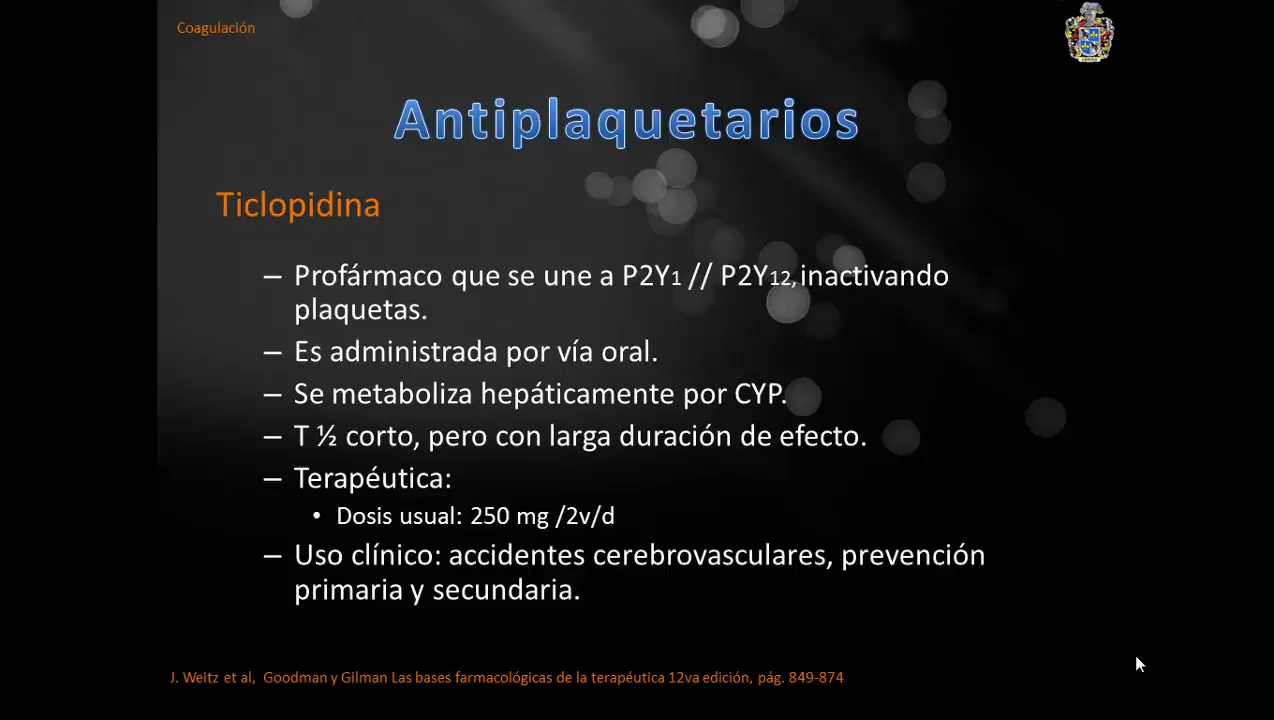 Coagulación
Antiplaquetarios
Ticlopidina
– Profármaco que se une a P2Y1 // P2Y12, inactivando
plaquetas.
– Es administrada por vía oral.
– Se metaboliza hepáticamente por CYP.
– T ½ corto, pero con larga duración de efecto.
– Terapéutica:
• Dosis usual: 250 mg /2v/d
– Uso clínico: accidentes cerebrovasculares, prevención
primaria y secundaria.
J. Weitz et al, Goodman y Gilman Las bases farmacológicas de la terapéutica 12va edición, pág. 849-874